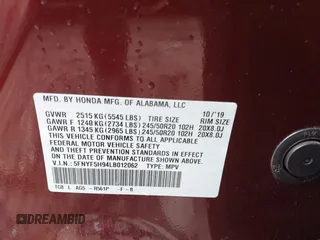 MFD. BY HONDA MFG. OF ALABAMA, LLC
10/'19
GVWR 2515 KG (5545 LBS) TIRE SIZE RIM SIZE
GAWR F 1240 KG (2734 LBS) 245/50R20 102H 20X8.0J
GAWR R 1345 KG (2965 LBS) 245/50R20 102H 20X8.0J
THIS VEHICLE CONFORMS TO ALL APPLICABLE
FEDERAL MOTOR VEHICLE SAFETY AND
THEFT PREVENTION STANDARDS IN EFFECT ON
THE DATE OF MANUFACTURE SHOWN ABOVE.
V.I.N.: 5FNYF5H94LB012062 TYPE: MPV
DREAMBID
dreambid.com